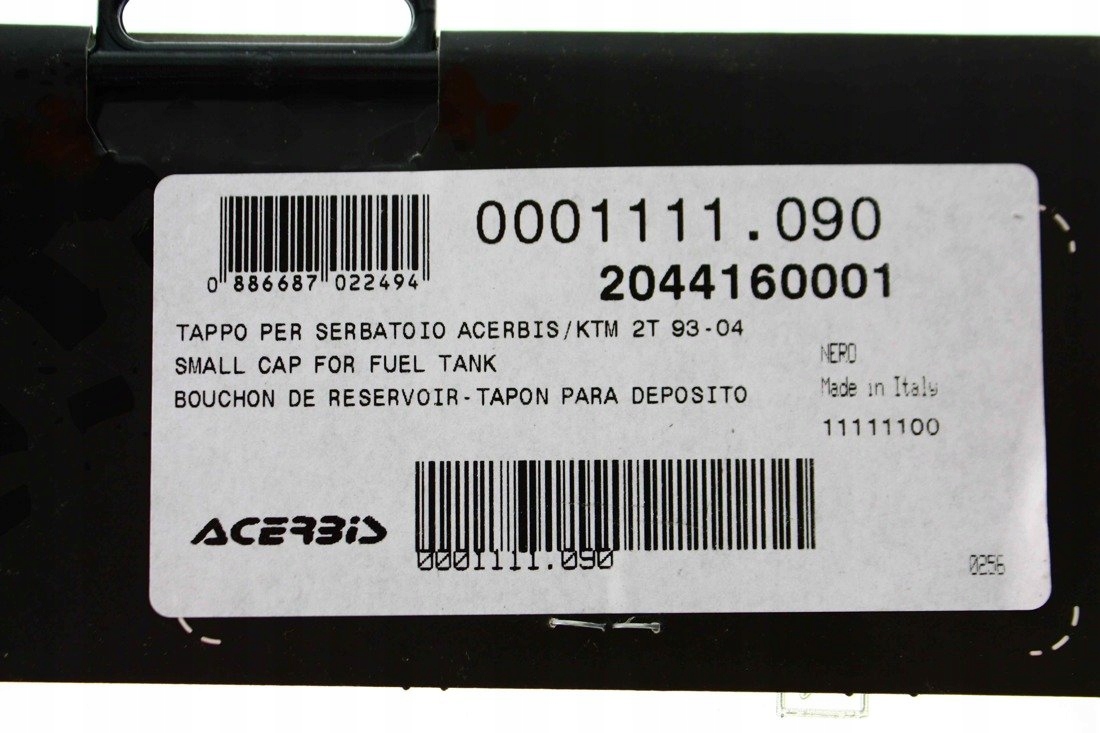 0001111.090
0 886687 022494
2044160001
TAPPO PER SERBATOIO ACERBIS/KTM 2T 93-04
SMALL CAP FOR FUEL TANK
BOUCHON DE RESERVOIR-TAPON PARA DEPOSITO
NERO
Made in Italy
11111100
ACERBIS
0001111.090
0256